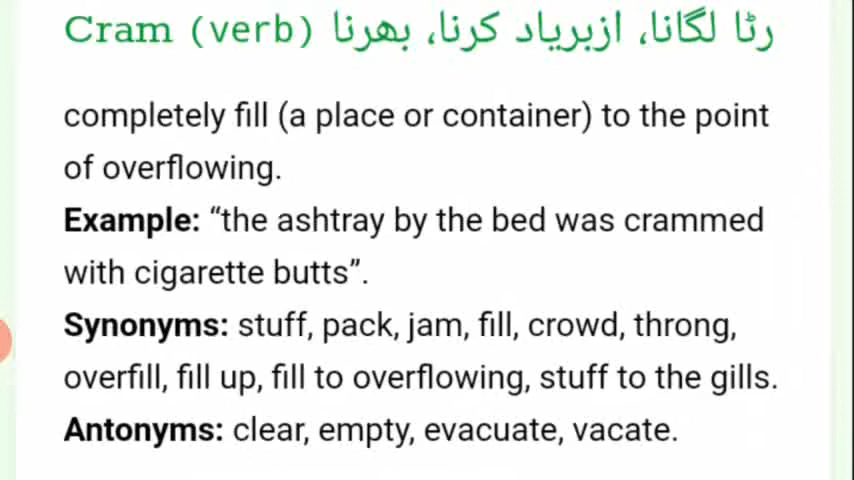 Cram (verb) رٹا لگانا، ازبریاد کرنا، بھرنا
completely fill (a place or container) to the point
of overflowing.
Example: “the ashtray by the bed was crammed
with cigarette butts”.
Synonyms: stuff, pack, jam, fill, crowd, throng,
overfill, fill up, fill to overflowing, stuff to the gills.
Antonyms: clear, empty, evacuate, vacate.